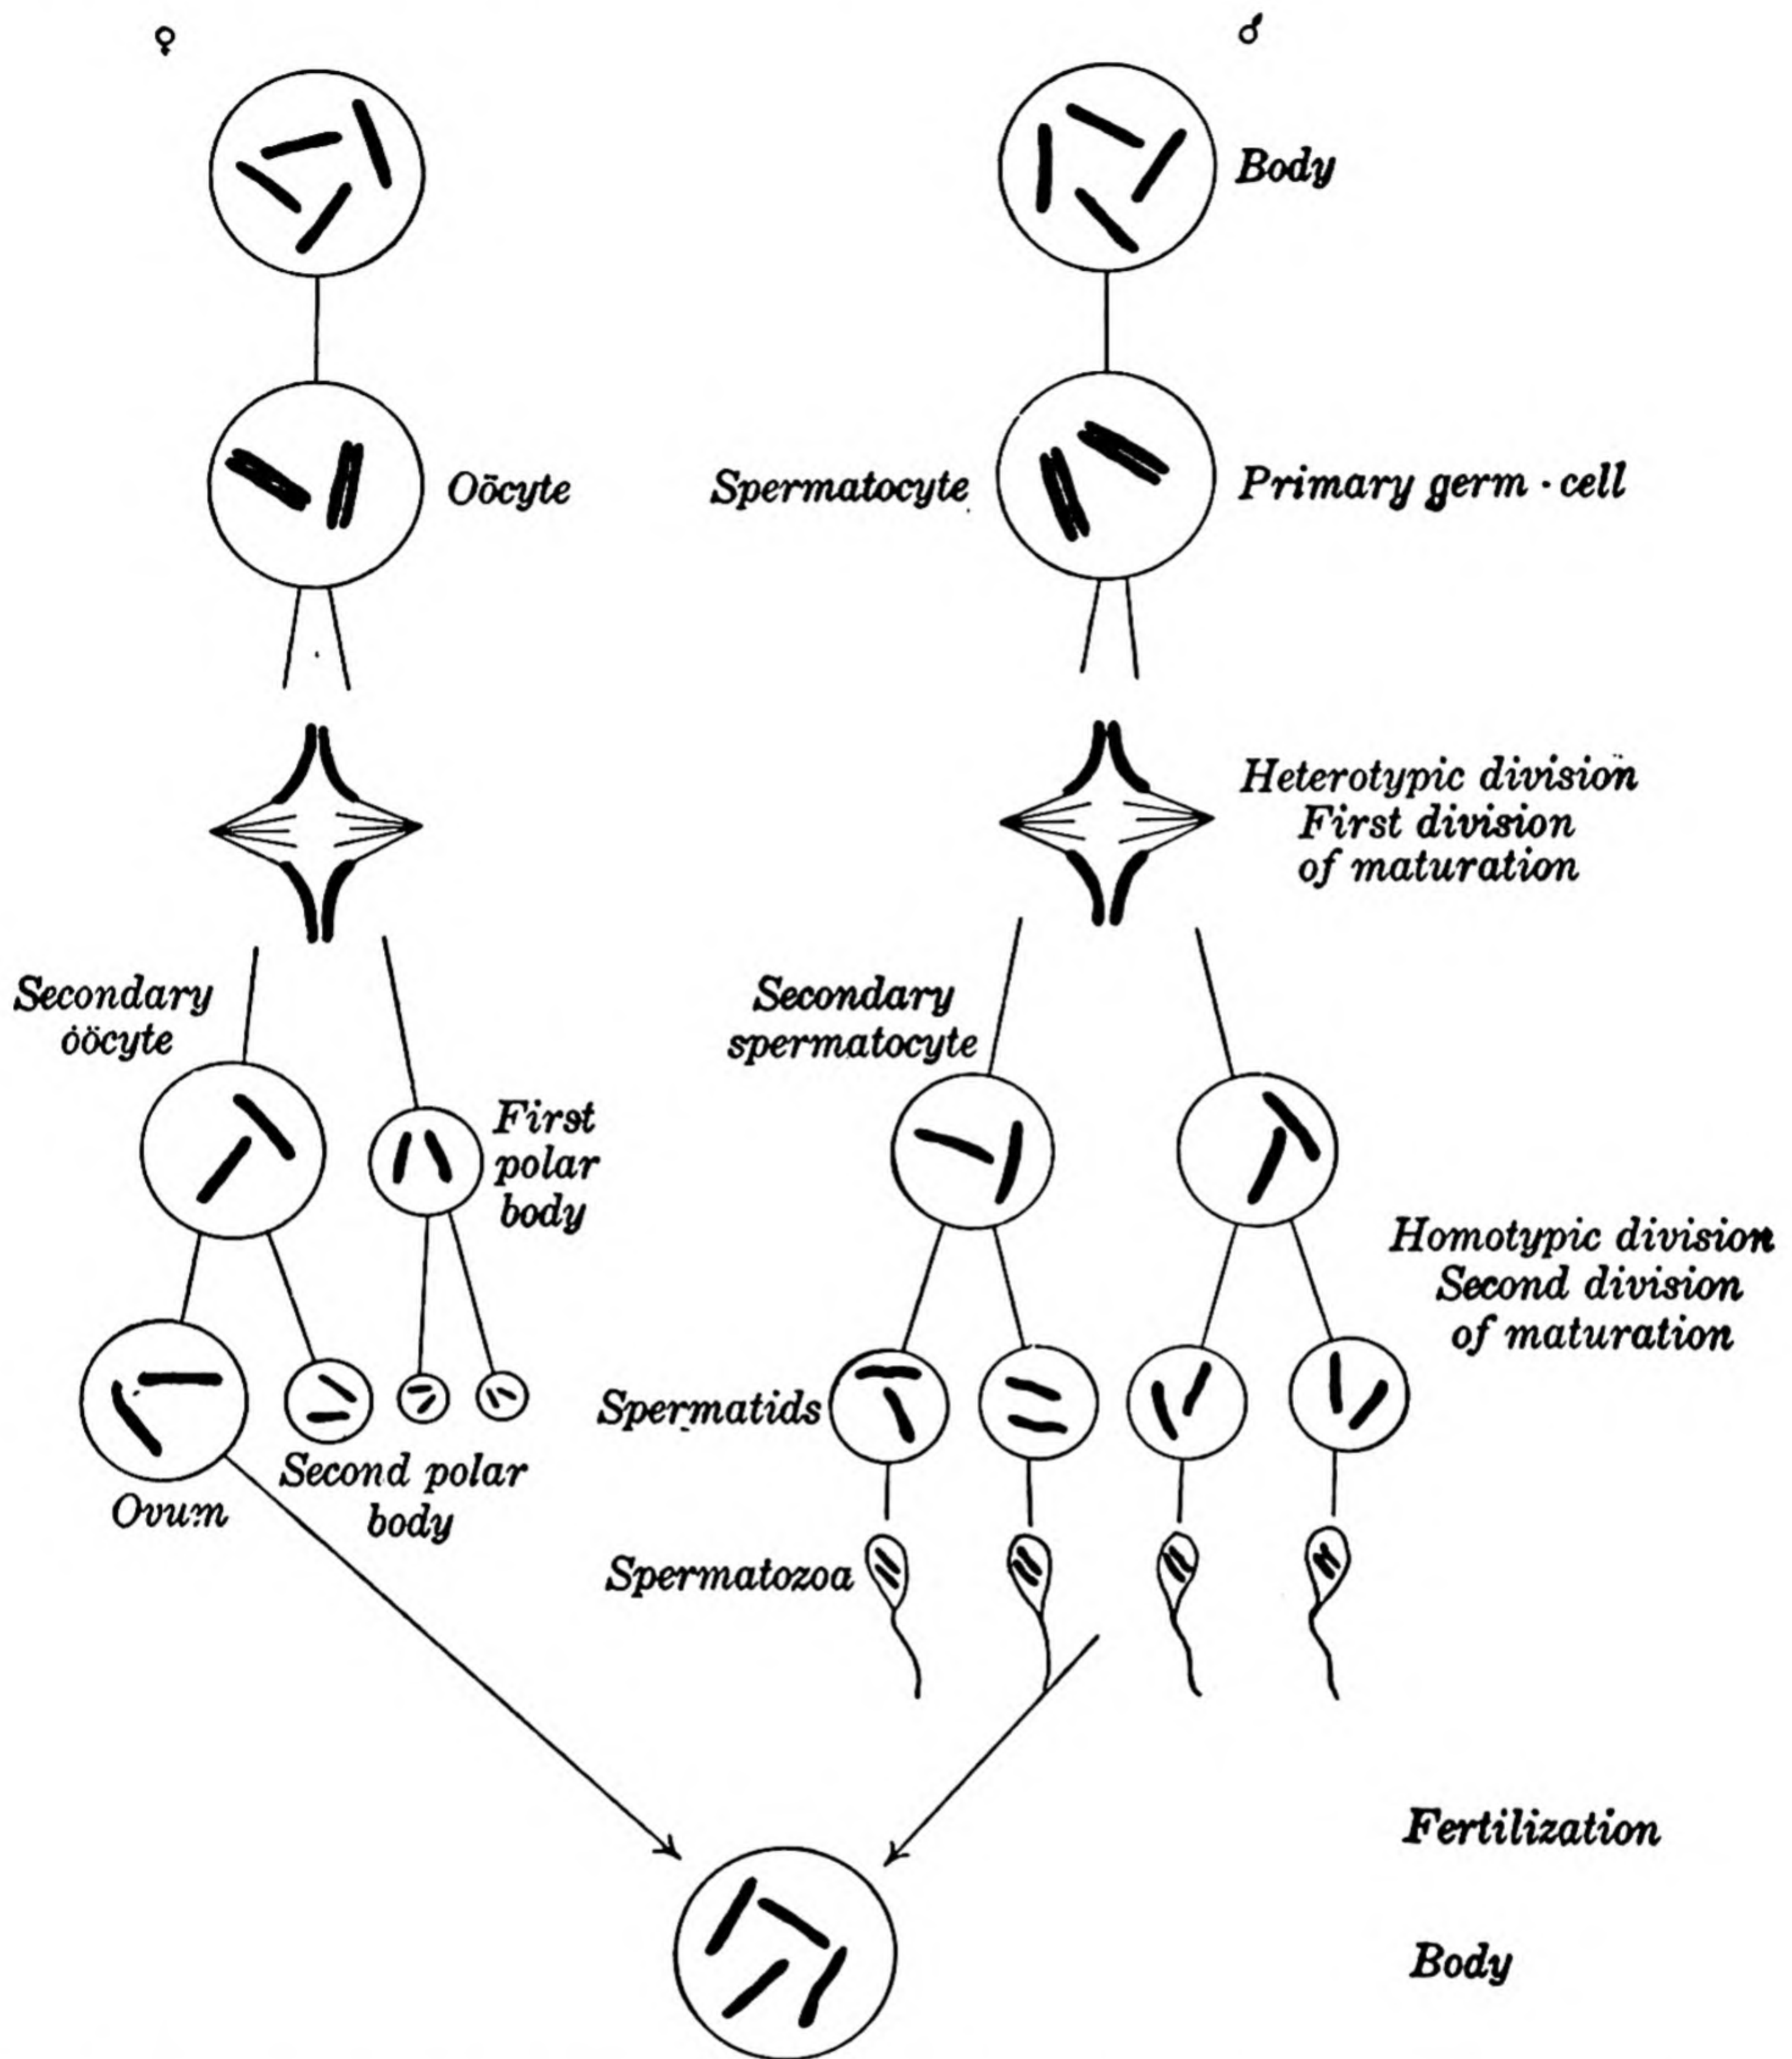 ♀
♂
Body
Oöcyte
Spermatocyte
Primary germ-cell
Heterotypic division
First division
of maturation
Secondary
oöcyte
Secondary
spermatocyte
First
polar
body
Homotypic division
Second division
of maturation
Spermatids
Second polar
body
Ovum
Spermatozoa
Fertilization
Body